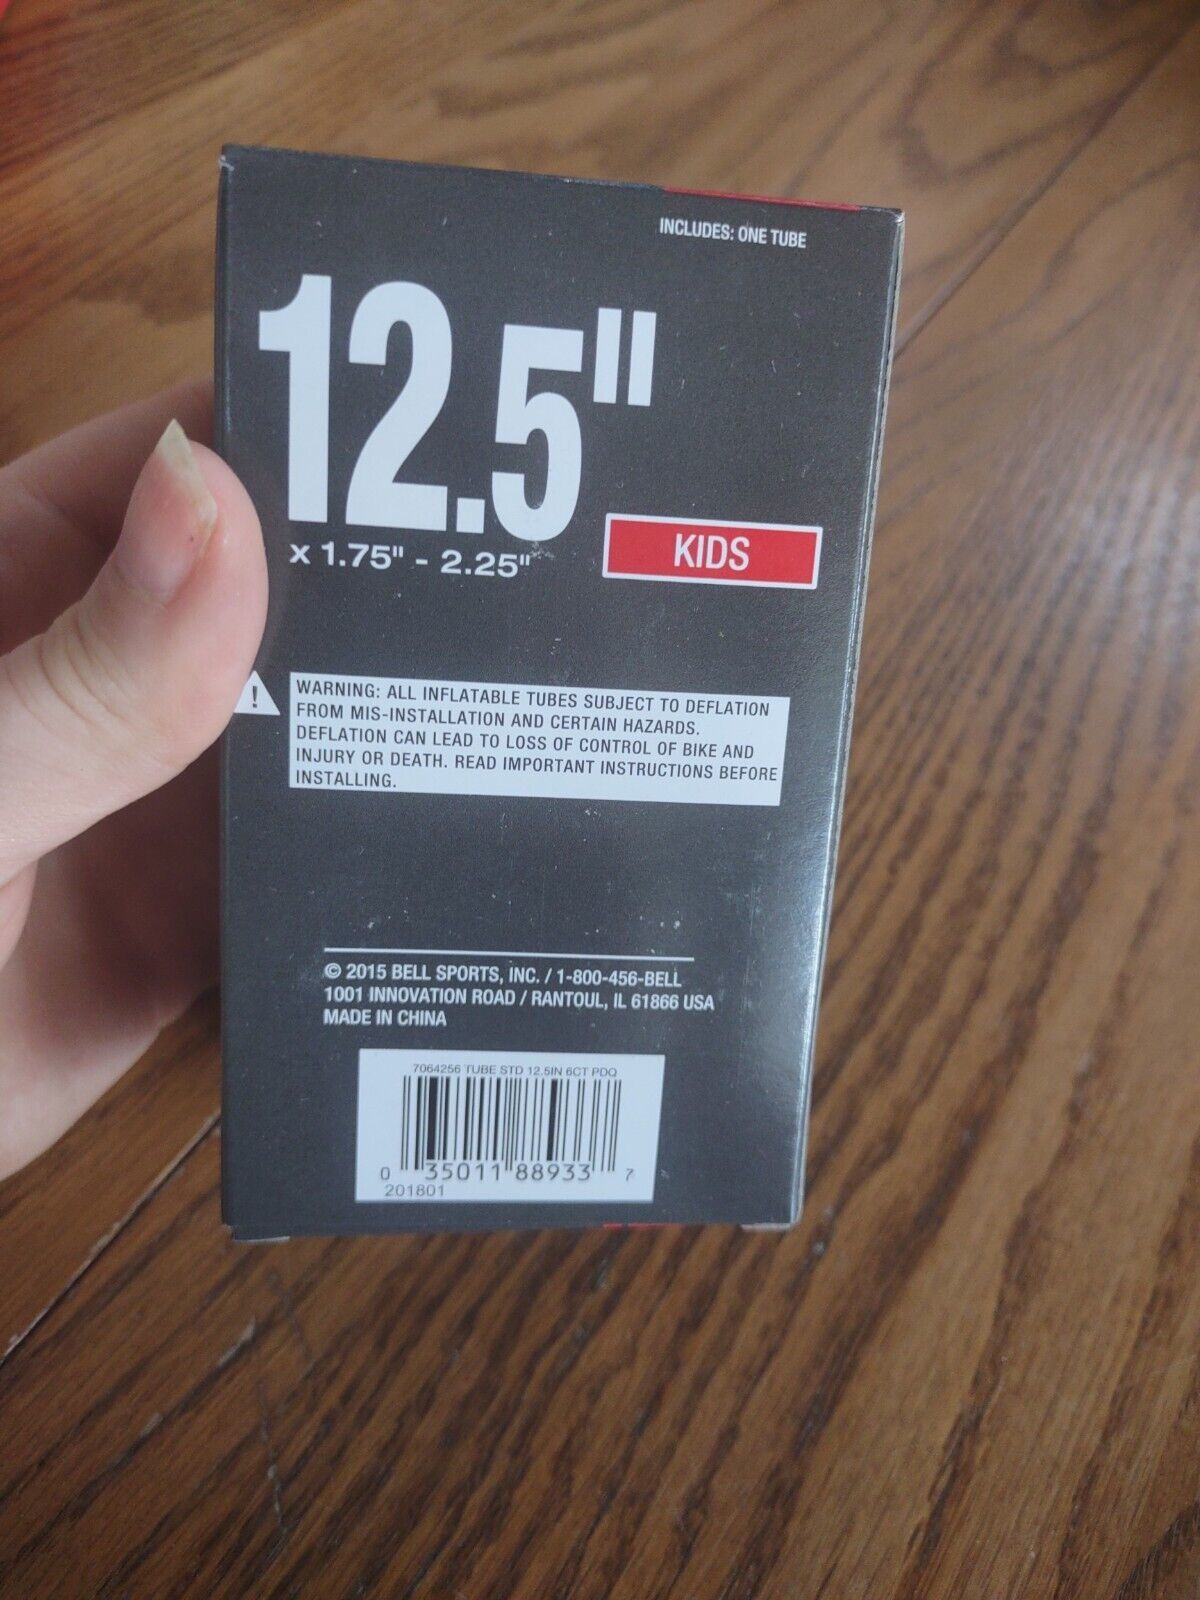 INCLUDES: ONE TUBE
12.5"
x 1.75" - 2.25"
KIDS
!
WARNING: ALL INFLATABLE TUBES SUBJECT TO DEFLATION
FROM MIS-INSTALLATION AND CERTAIN HAZARDS.
DEFLATION CAN LEAD TO LOSS OF CONTROL OF BIKE AND
INJURY OR DEATH. READ IMPORTANT INSTRUCTIONS BEFORE
INSTALLING.
© 2015 BELL SPORTS, INC. / 1-800-456-BELL
1001 INNOVATION ROAD / RANTOUL, IL 61866 USA
MADE IN CHINA
7064256 TUBE STD 12.5IN 6CT PDQ
0 35011 88933 7
201801